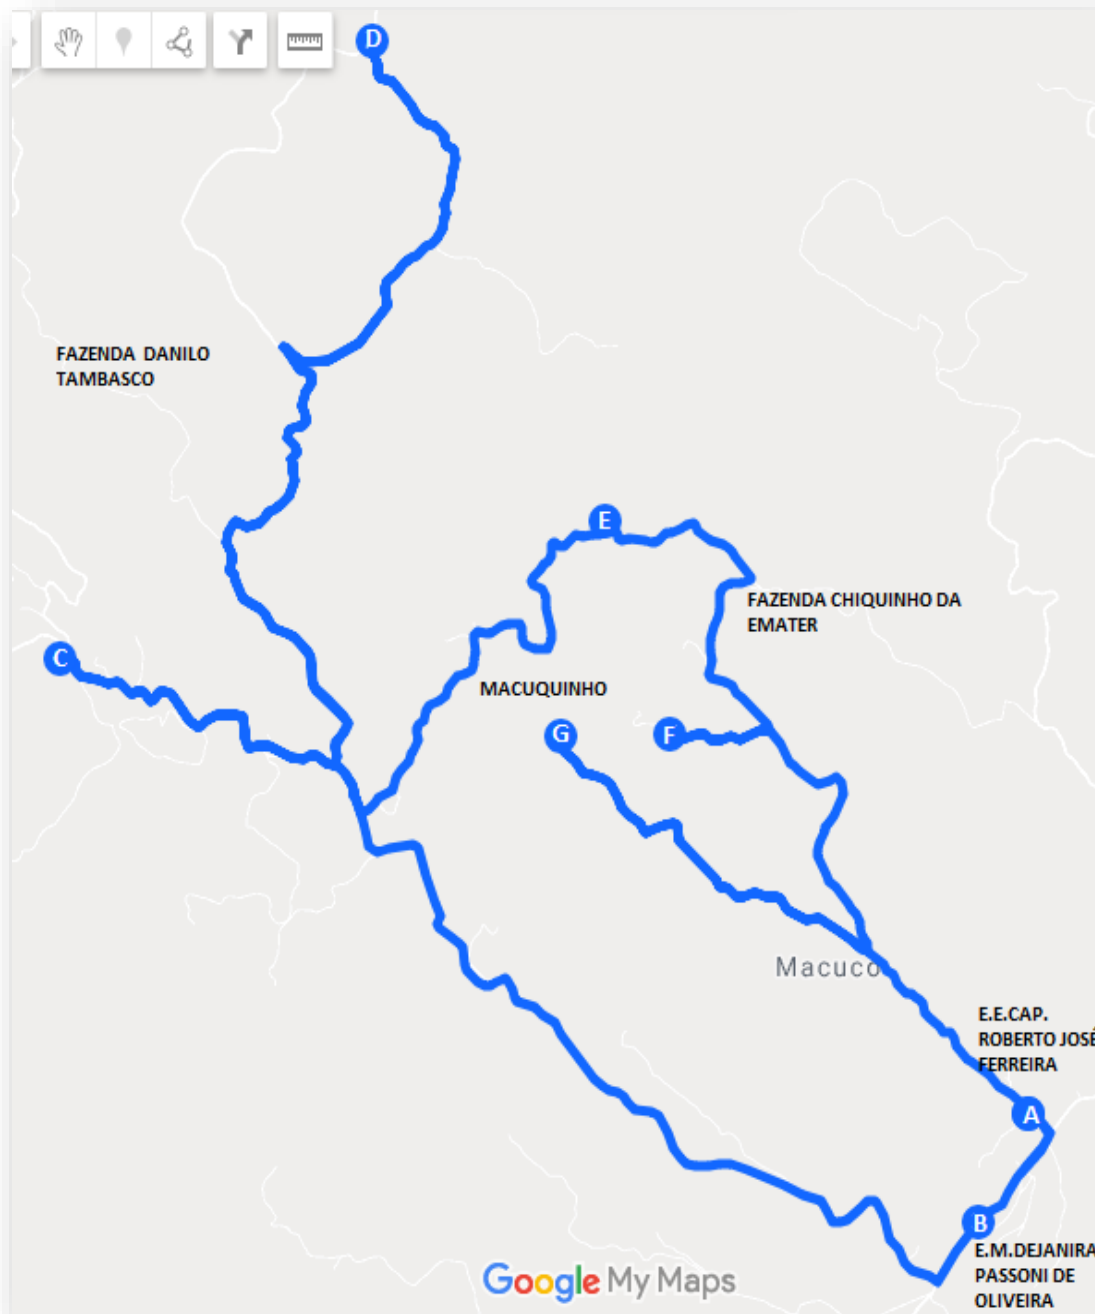 D
FAZENDA DANILO
TAMBASCO
E
FAZENDA CHIQUINHO DA
EMATER
C
MACUQUINHO
G
F
Macuco
E.E.CAP.
ROBERTO JOSÉ
FERREIRA
A
B
E.M.DEJANIRA
PASSONI DE
OLIVEIRA
Google My Maps